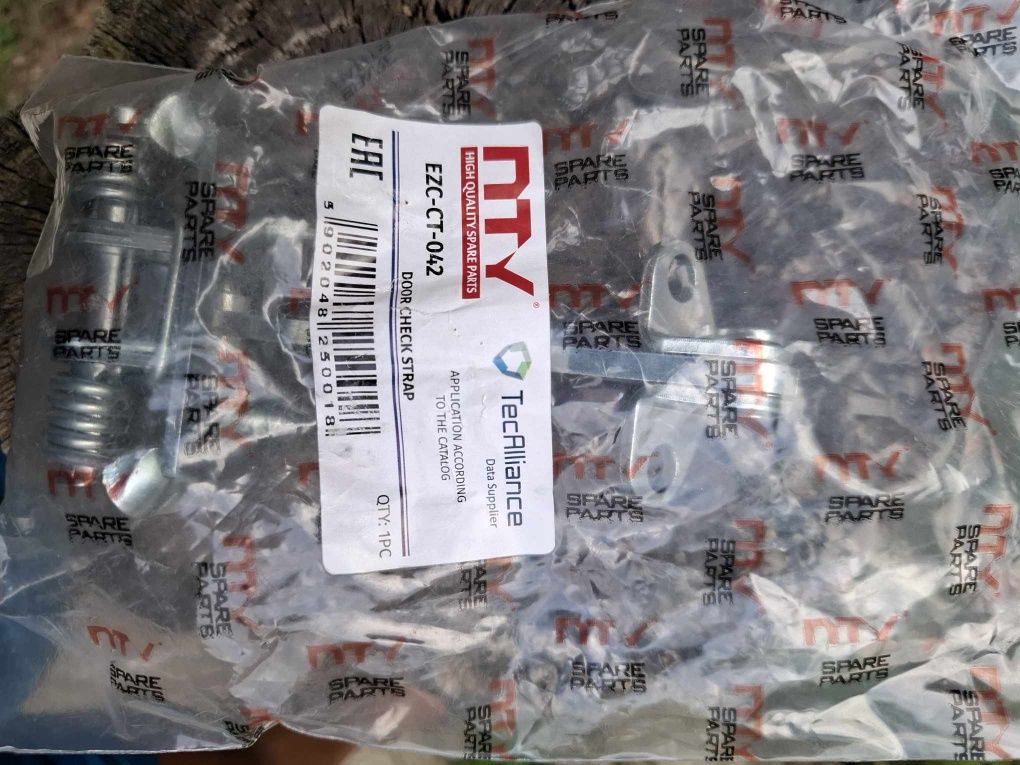 NTY®
HIGH QUALITY SPARE PARTS
TecAlliance
Data Supplier
EZC-CT-042
APPLICATION ACCORDING
TO THE CATALOG
DOOR CHECK STRAP
QTY: 1PC
EAC
5 902048 250018
NTY
SPARE
PARTS